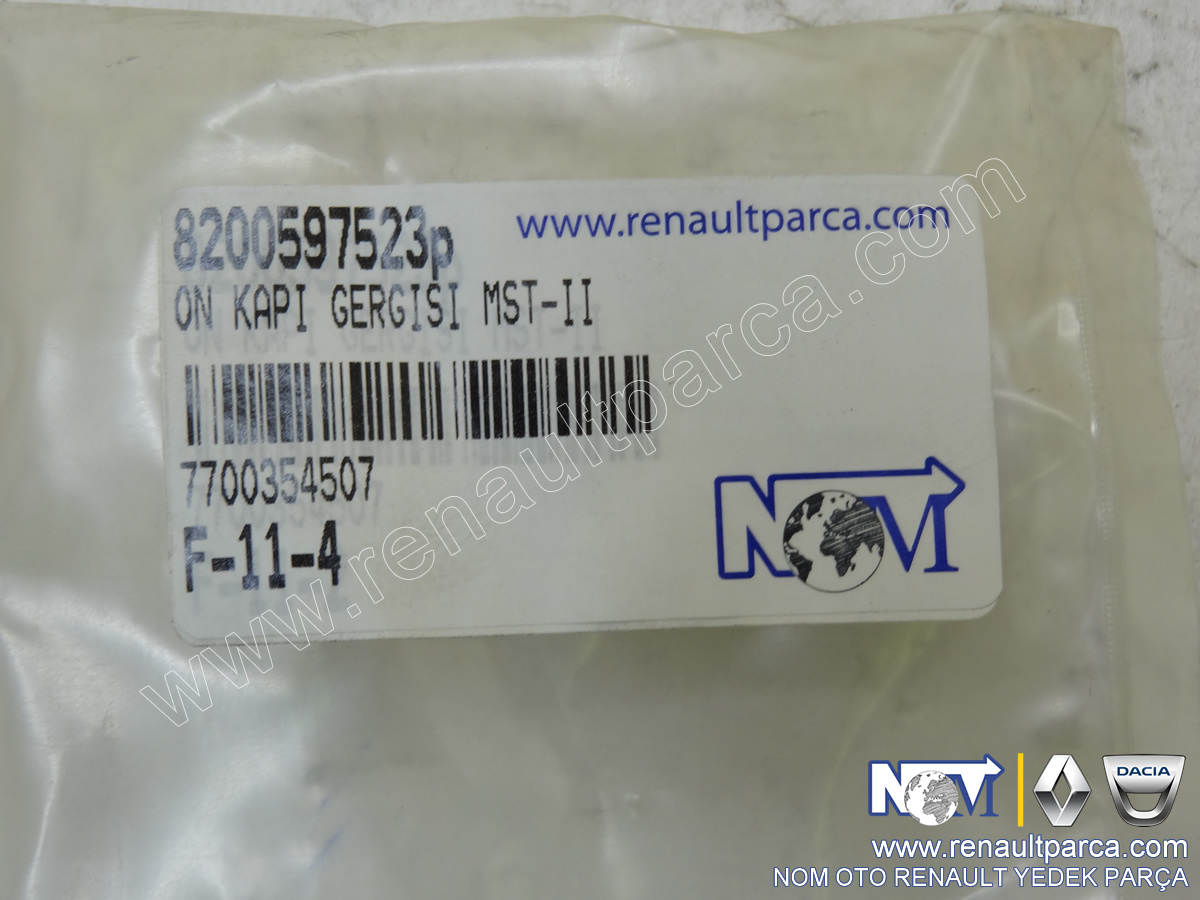 8200597523p
www.renaultparca.com
ON KAPI GERGISI MST-II
7700354507
F-11-4
NOM
www.renaultparca.com
NOM
DACIA
www.renaultparca.com
NOM OTO RENAULT YEDEK PARÇA